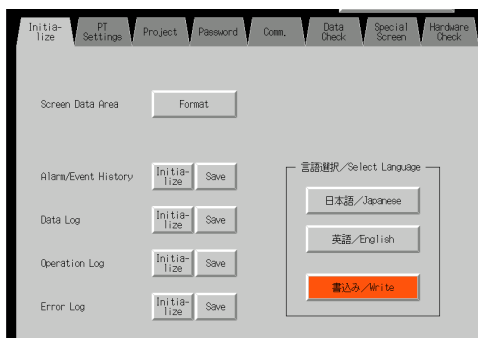 Initia-
lize
PT
Settings
Project
Password
Comm.
Data
Check
Special
Screen
Hardware
Check
Screen Data Area
Format
Alarm/Event History
Initia-
lize
Save
Data Log
Initia-
lize
Save
Operation Log
Initia-
lize
Save
Error Log
Initia-
lize
Save
言語選択/Select Language
日本語/Japanese
英語/English
書込み/Write